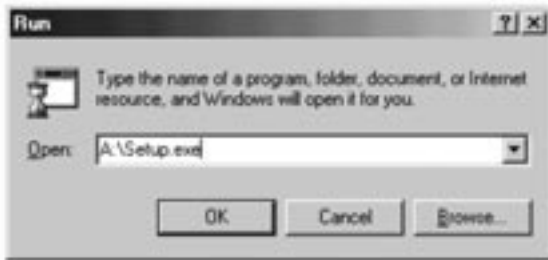 Run
Type the name of a program, folder, document, or Internet
resource, and Windows will open it for you.
Open: A:\Setup.exe
OK Cancel Browse...